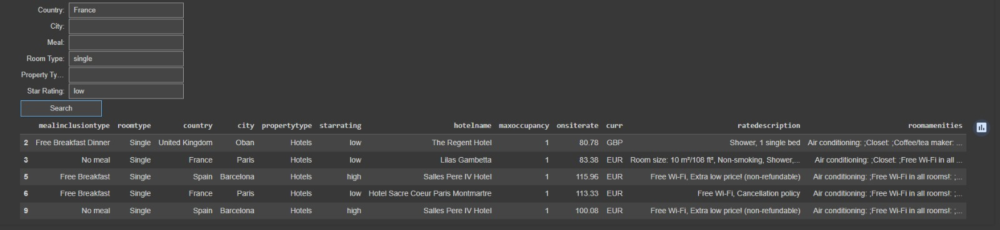 Country: France
City:
Meal:
Room Type: single
Property Ty...
Star Rating: low
Search
mealinclusiontype roomtype country city propertytype starrating hotelname maxoccupancy onsiterate curr ratedescription roomamenities
2 Free Breakfast Dinner Single United Kingdom Oban Hotels low The Regent Hotel 1 80.78 GBP Shower, 1 single bed Air conditioning: ;Closet: ;Coffee/tea maker: ...
3 No meal Single France Paris Hotels low Lilas Gambetta 1 83.38 EUR Room size: 10 m²/108 ft², Non-smoking, Shower,... Air conditioning: ;Closet: ;Free Wi-Fi in all ...
5 Free Breakfast Single Spain Barcelona Hotels high Salles Pere IV Hotel 1 115.96 EUR Free Wi-Fi, Extra low price! (non-refundable) Air conditioning: ;Free Wi-Fi in all rooms!: ;...
6 Free Breakfast Single France Paris Hotels low Hotel Sacre Coeur Paris Montmartre 1 113.33 EUR Free Wi-Fi, Cancellation policy Air conditioning: ;Free Wi-Fi in all rooms!: ;...
9 No meal Single Spain Barcelona Hotels high Salles Pere IV Hotel 1 100.08 EUR Free Wi-Fi, Extra low price! (non-refundable) Air conditioning: ;Free Wi-Fi in all rooms!: ;...